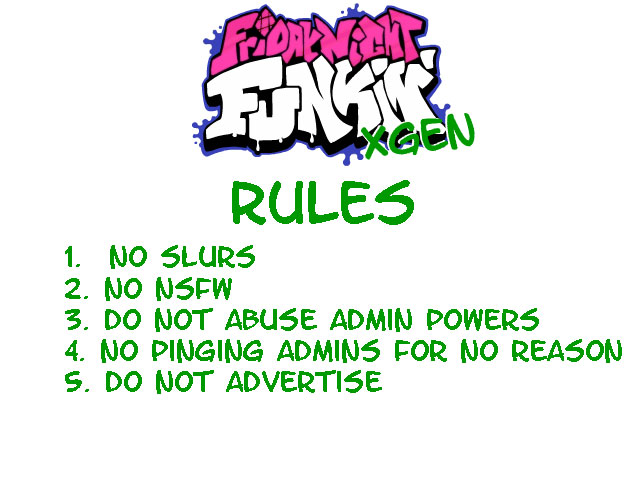 FRIDAY NIGHT
FUNKIN'
XGEN
RULES
1. NO SLURS
2. NO NSFW
3. DO NOT ABUSE ADMIN POWERS
4. NO PINGING ADMINS FOR NO REASON
5. DO NOT ADVERTISE